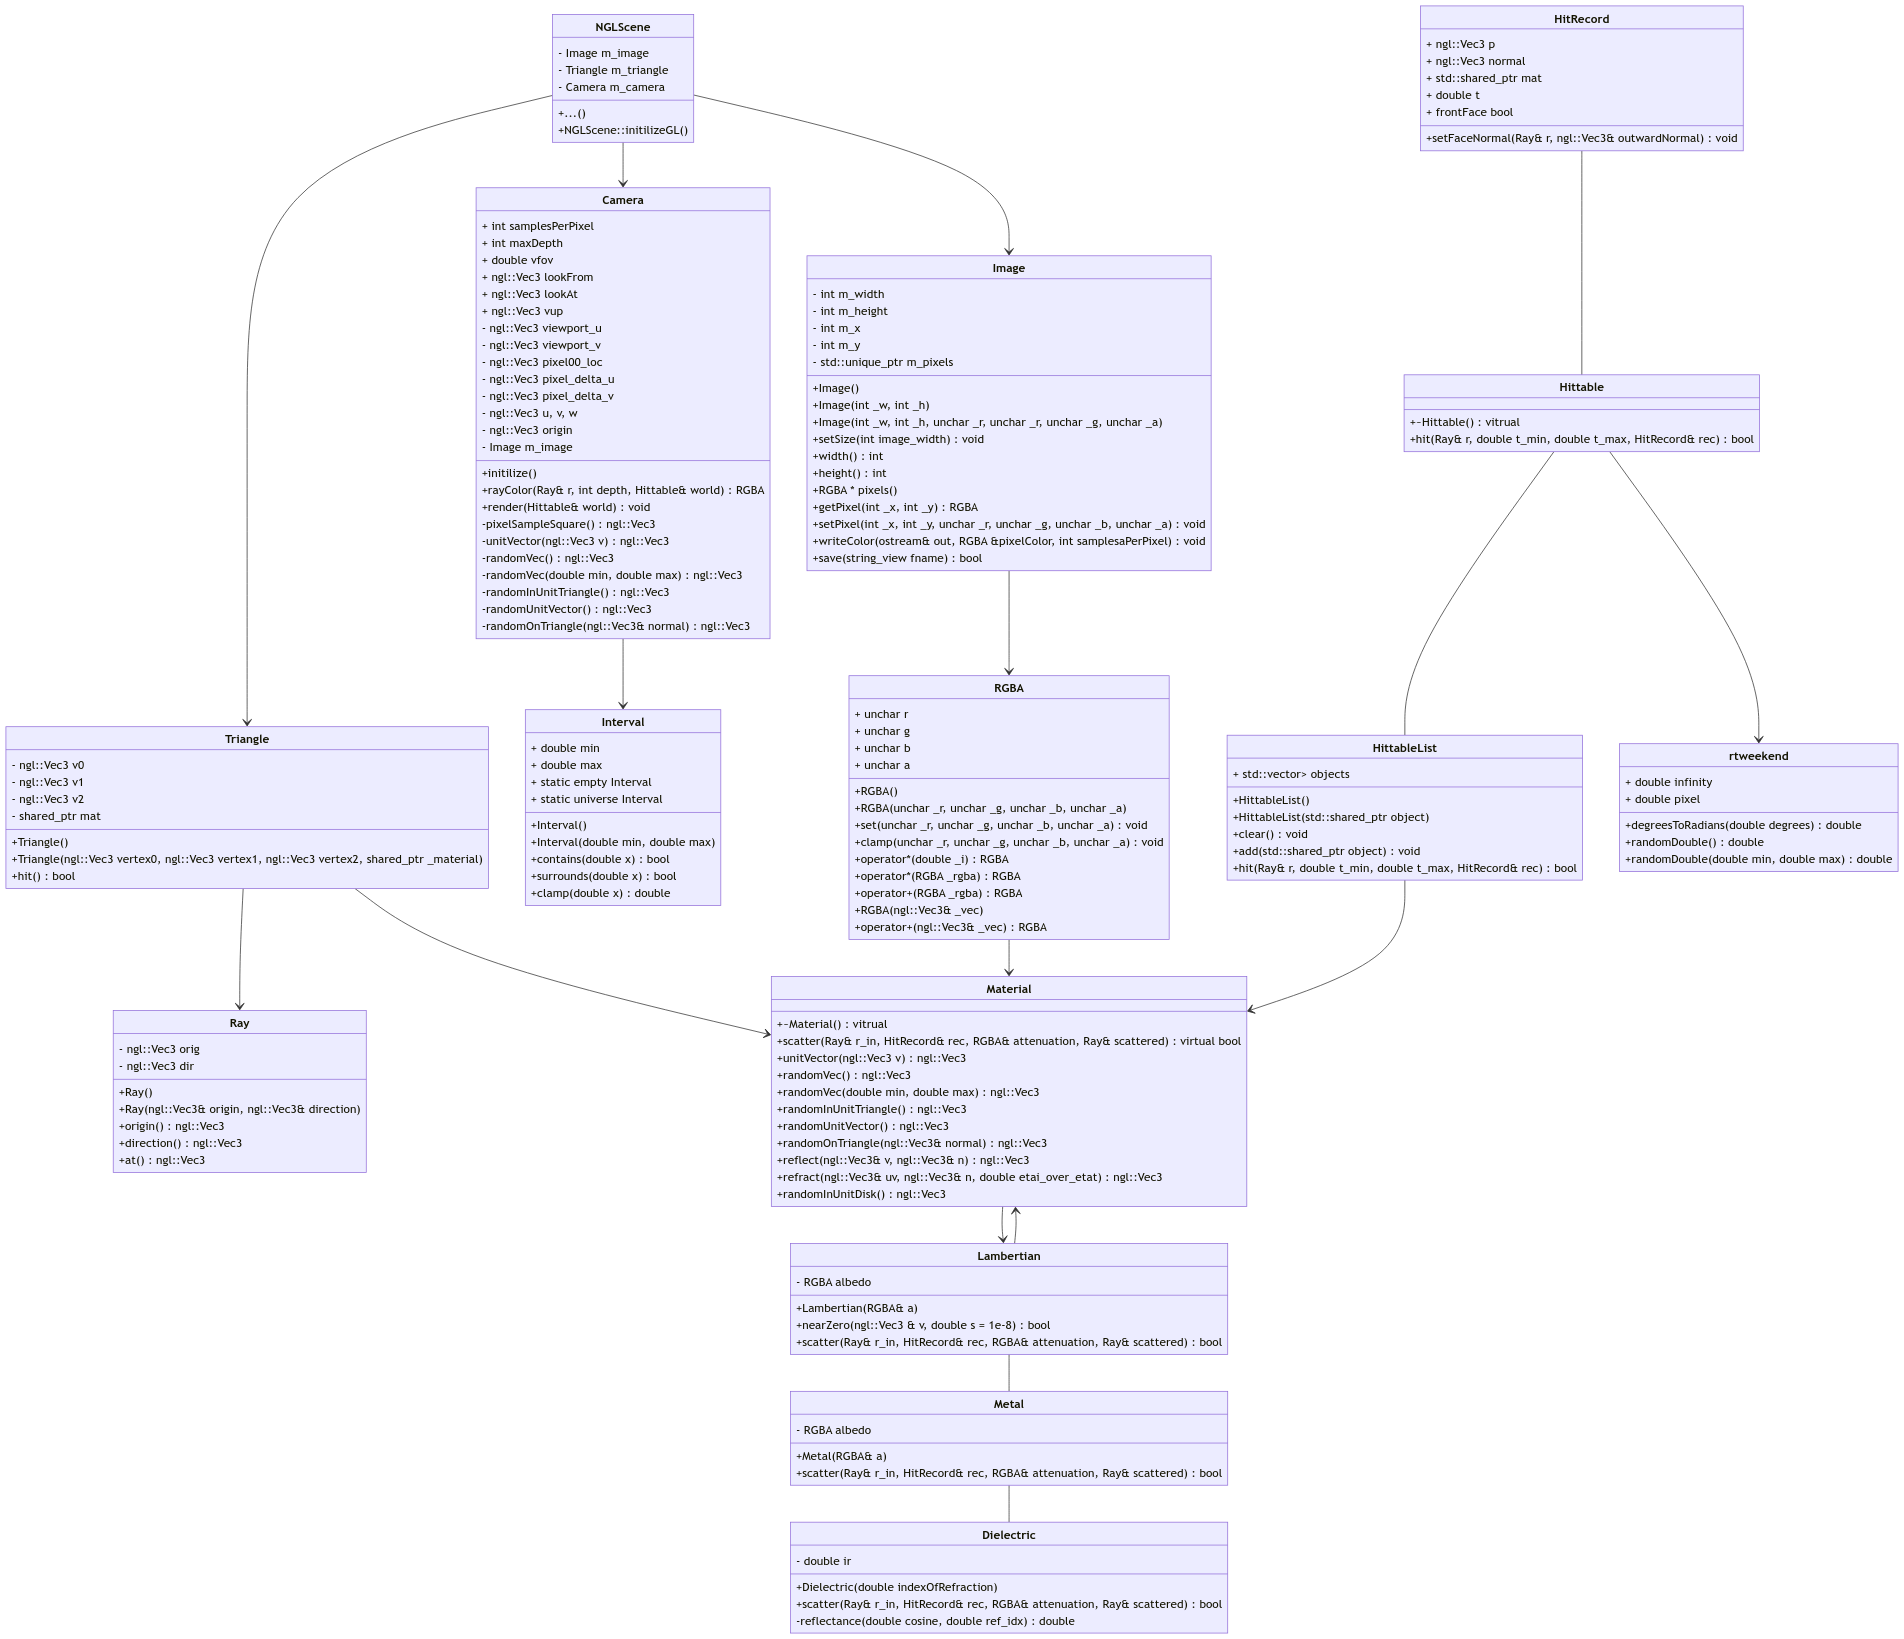 NGLScene
- Image m_image
- Triangle m_triangle
- Camera m_camera
+...()
+NGLScene::initilizeGL()
HitRecord
+ ngl::Vec3 p
+ ngl::Vec3 normal
+ std::shared_ptr mat
+ double t
+ frontFace bool
+setFaceNormal(Ray& r, ngl::Vec3& outwardNormal) : void
Camera
+ int samplesPerPixel
+ int maxDepth
+ double vfov
+ ngl::Vec3 lookFrom
+ ngl::Vec3 lookAt
+ ngl::Vec3 vup
- ngl::Vec3 viewport_u
- ngl::Vec3 viewport_v
- ngl::Vec3 pixel00_loc
- ngl::Vec3 pixel_delta_u
- ngl::Vec3 pixel_delta_v
- ngl::Vec3 u, v, w
- ngl::Vec3 origin
- Image m_image
+initilize()
+rayColor(Ray& r, int depth, Hittable& world) : RGBA
+render(Hittable& world) : void
-pixelSampleSquare() : ngl::Vec3
-unitVector(ngl::Vec3 v) : ngl::Vec3
-randomVec() : ngl::Vec3
-randomVec(double min, double max) : ngl::Vec3
-randomInUnitTriangle() : ngl::Vec3
-randomUnitVector() : ngl::Vec3
-randomOnTriangle(ngl::Vec3& normal) : ngl::Vec3
Image
- int m_width
- int m_height
- int m_x
- int m_y
- std::unique_ptr m_pixels
+Image()
+Image(int _w, int _h)
+Image(int _w, int _h, unchar _r, unchar _r, unchar _g, unchar _a)
+setSize(int image_width) : void
+width() : int
+height() : int
+RGBA * pixels()
+getPixel(int _x, int _y) : RGBA
+setPixel(int _x, int _y, unchar _r, unchar _g, unchar _b, unchar _a) : void
+writeColor(ostream& out, RGBA &pixelColor, int samplesaPerPixel) : void
+save(string_view fname) : bool
Hittable
+~Hittable() : vitrual
+hit(Ray& r, double t_min, double t_max, HitRecord& rec) : bool
Triangle
- ngl::Vec3 v0
- ngl::Vec3 v1
- ngl::Vec3 v2
- shared_ptr mat
+Triangle()
+Triangle(ngl::Vec3 vertex0, ngl::Vec3 vertex1, ngl::Vec3 vertex2, shared_ptr _material)
+hit() : bool
Interval
+ double min
+ double max
+ static empty Interval
+ static universe Interval
+Interval()
+Interval(double min, double max)
+contains(double x) : bool
+surrounds(double x) : bool
+clamp(double x) : double
RGBA
+ unchar r
+ unchar g
+ unchar b
+ unchar a
+RGBA()
+RGBA(unchar _r, unchar _g, unchar _b, unchar _a)
+set(unchar _r, unchar _g, unchar _b, unchar _a) : void
+clamp(unchar _r, unchar _g, unchar _b, unchar _a) : void
+operator*(double _i) : RGBA
+operator*(RGBA _rgba) : RGBA
+operator+(RGBA _rgba) : RGBA
+RGBA(ngl::Vec3& _vec)
+operator+(ngl::Vec3& _vec) : RGBA
HittableList
+ std::vector> objects
+HittableList()
+HittableList(std::shared_ptr object)
+clear() : void
+add(std::shared_ptr object) : void
+hit(Ray& r, double t_min, double t_max, HitRecord& rec) : bool
rtweekend
+ double infinity
+ double pixel
+degreesToRadians(double degrees) : double
+randomDouble() : double
+randomDouble(double min, double max) : double
Ray
- ngl::Vec3 orig
- ngl::Vec3 dir
+Ray()
+Ray(ngl::Vec3& origin, ngl::Vec3& direction)
+origin() : ngl::Vec3
+direction() : ngl::Vec3
+at() : ngl::Vec3
Material
+~Material() : vitrual
+scatter(Ray& r_in, HitRecord& rec, RGBA& attenuation, Ray& scattered) : virtual bool
+unitVector(ngl::Vec3 v) : ngl::Vec3
+randomVec() : ngl::Vec3
+randomVec(double min, double max) : ngl::Vec3
+randomInUnitTriangle() : ngl::Vec3
+randomUnitVector() : ngl::Vec3
+randomOnTriangle(ngl::Vec3& normal) : ngl::Vec3
+reflect(ngl::Vec3& v, ngl::Vec3& n) : ngl::Vec3
+refract(ngl::Vec3& uv, ngl::Vec3& n, double etai_over_etat) : ngl::Vec3
+randomInUnitDisk() : ngl::Vec3
Lambertian
- RGBA albedo
+Lambertian(RGBA& a)
+nearZero(ngl::Vec3 & v, double s = 1e-8) : bool
+scatter(Ray& r_in, HitRecord& rec, RGBA& attenuation, Ray& scattered) : bool
Metal
- RGBA albedo
+Metal(RGBA& a)
+scatter(Ray& r_in, HitRecord& rec, RGBA& attenuation, Ray& scattered) : bool
Dielectric
- double ir
+Dielectric(double indexOfRefraction)
+scatter(Ray& r_in, HitRecord& rec, RGBA& attenuation, Ray& scattered) : bool
-reflectance(double cosine, double ref_idx) : double